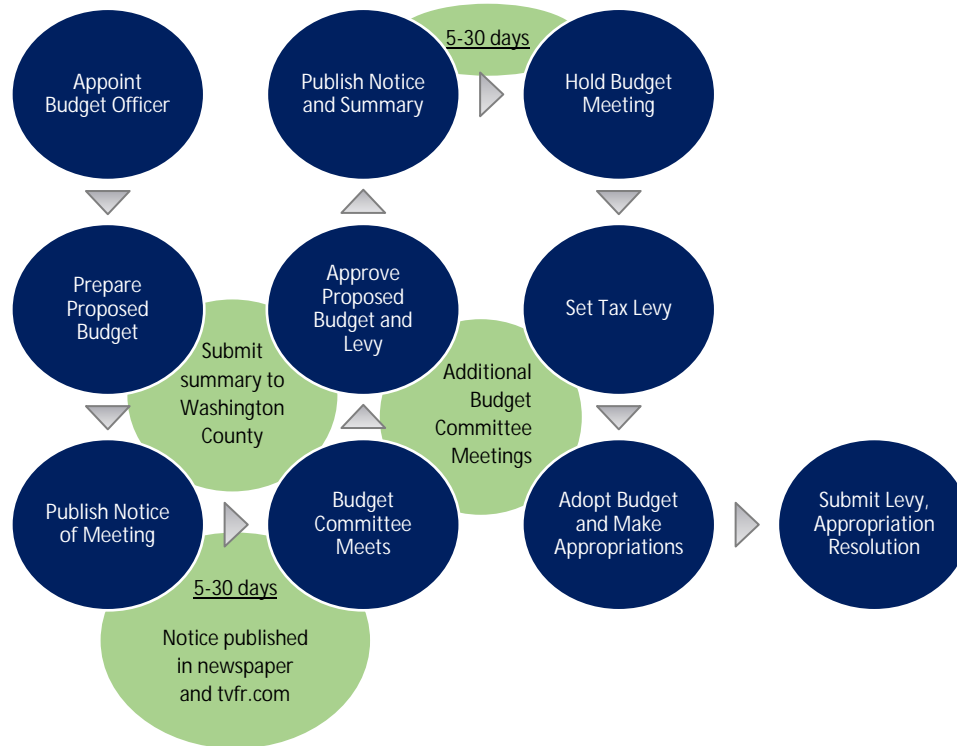 Appoint
Budget Officer
Prepare
Proposed
Budget
Publish Notice
of Meeting
5-30 days
Notice published
in newspaper
and tvfr.com
Submit
summary to
Washington
County
Budget
Committee
Meets
Additional
Budget
Committee
Meetings
Approve
Proposed
Budget and
Levy
Publish Notice
and Summary
5-30 days
Hold Budget
Meeting
Set Tax Levy
Adopt Budget
and Make
Appropriations
Submit Levy,
Appropriation
Resolution